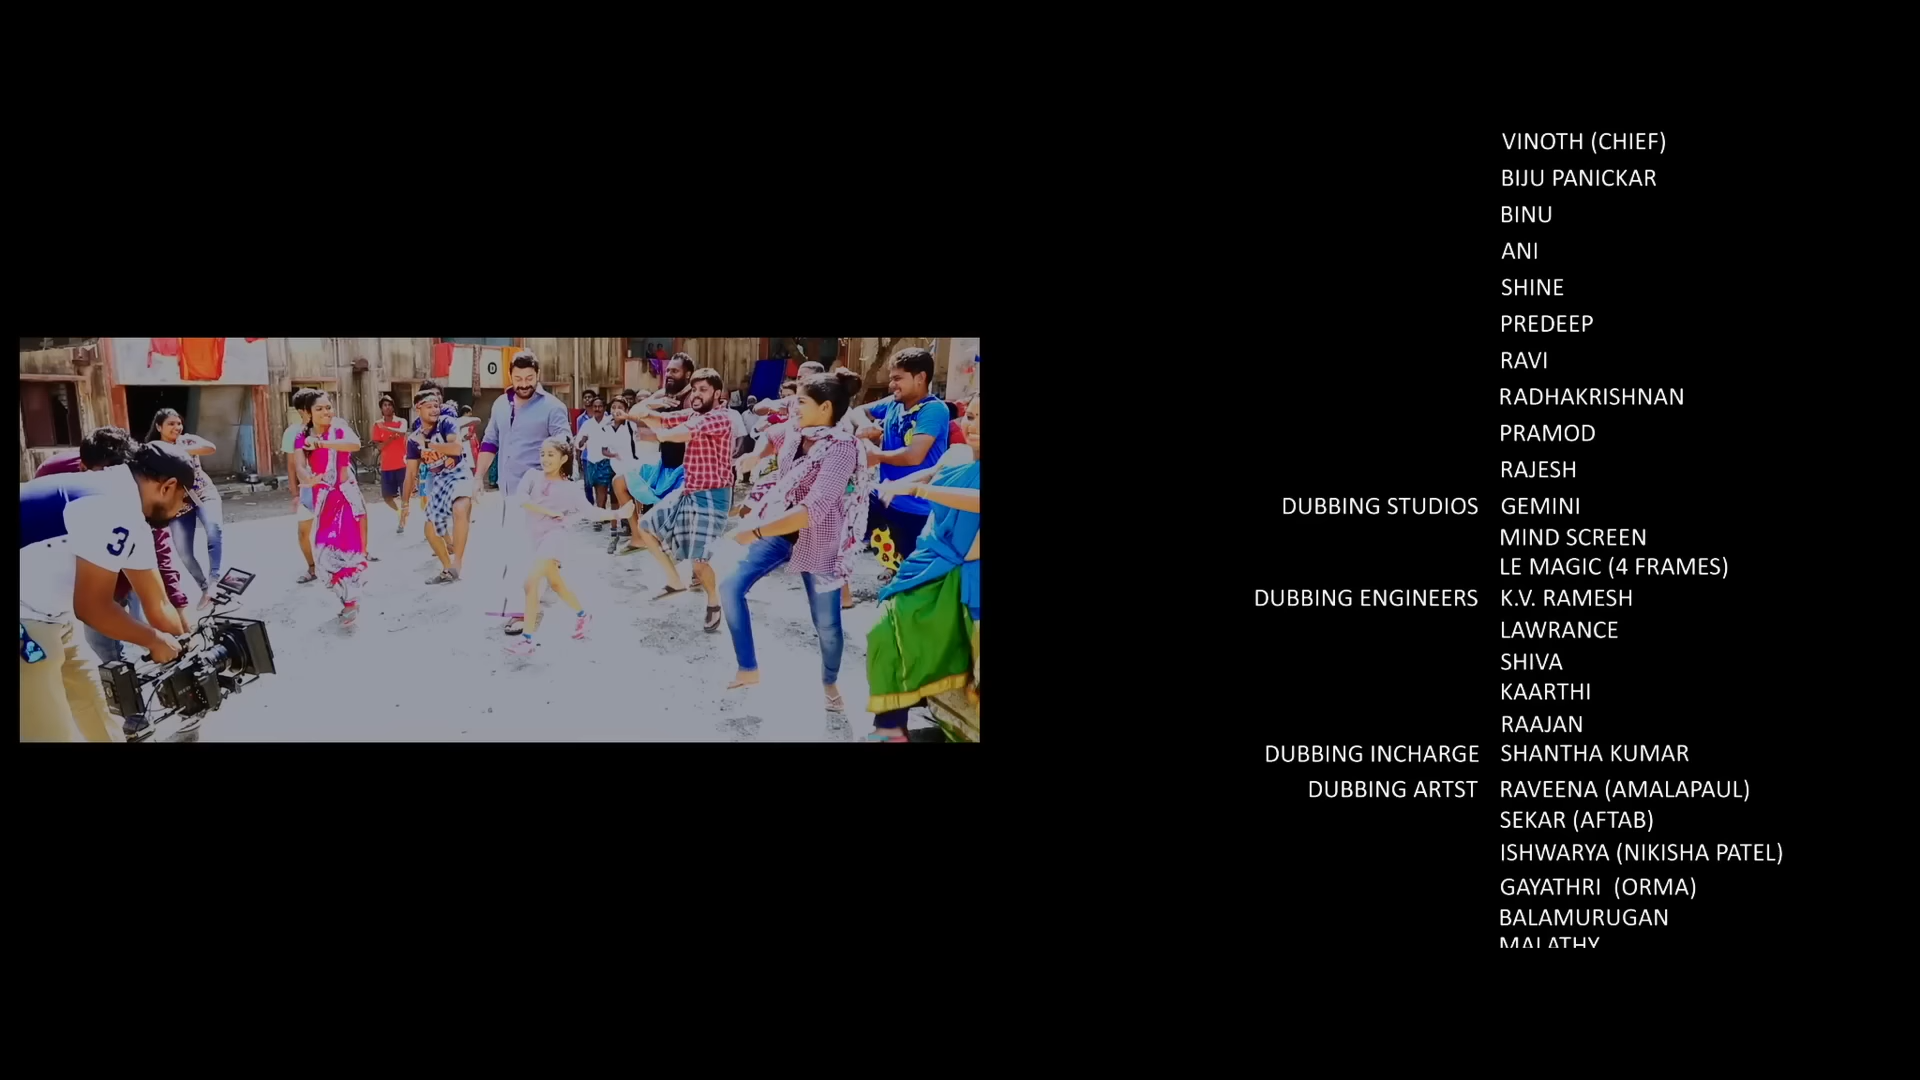 VINOTH (CHIEF)
BIJU PANICKAR
BINU
ANI
SHINE
PREDEEP
RAVI
RADHAKRISHNAN
PRAMOD
RAJESH
DUBBING STUDIOS GEMINI
MIND SCREEN
LE MAGIC (4 FRAMES)
DUBBING ENGINEERS K.V. RAMESH
LAWRANCE
SHIVA
KAARTHI
RAAJAN
DUBBING INCHARGE SHANTHA KUMAR
DUBBING ARTST RAVEENA (AMALAPAUL)
SEKAR (AFTAB)
ISHWARYA (NIKISHA PATEL)
GAYATHRI (ORMA)
BALAMURUGAN
MALATHY
D
3